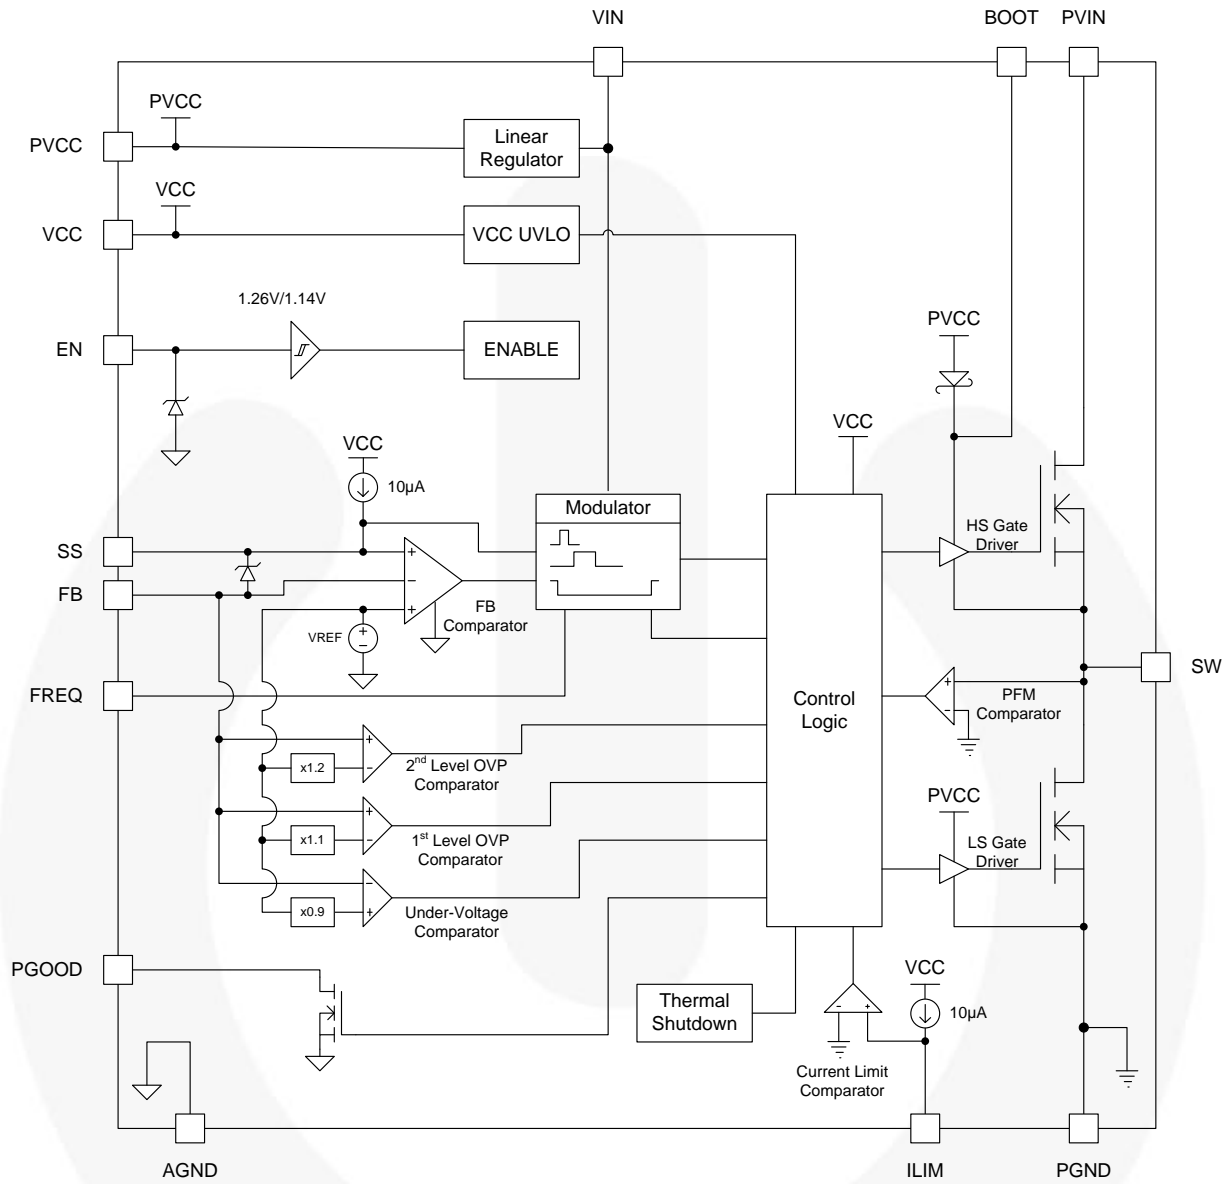 VIN
BOOT
PVIN
PVCC
PVCC
Linear
Regulator
VCC
VCC
VCC UVLO
1.26V/1.14V
EN
ENABLE
PVCC
VCC
VCC
10µA
Modulator
SS
+
HS Gate
Driver
FB
−
+
FB
Comparator
VREF
+
−
SW
FREQ
Control
Logic
+
-
PFM
Comparator
+
-
x1.2
2nd Level OVP
Comparator
PVCC
+
-
x1.1
1st Level OVP
Comparator
LS Gate
Driver
−
+
x0.9
Under-Voltage
Comparator
PGOOD
VCC
Thermal
Shutdown
-
+
10µA
Current Limit
Comparator
AGND
ILIM
PGND